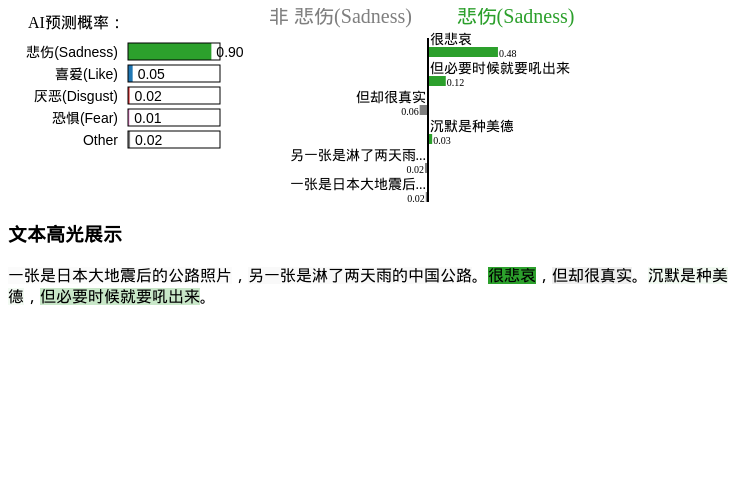 AI预测概率：
悲伤(Sadness) 0.90
喜爱(Like) 0.05
厌恶(Disgust) 0.02
恐惧(Fear) 0.01
Other 0.02
非 悲伤(Sadness) 悲伤(Sadness)
很悲哀
0.48
但必要时候就要吼出来
0.12
但却很真实
0.06
沉默是种美德
0.03
另一张是淋了两天雨...
0.02
一张是日本大地震后...
0.02
文本高光展示
一张是日本大地震后的公路照片，另一张是淋了两天雨的中国公路。很悲哀，但却很真实。沉默是种美
德，但必要时候就要吼出来。